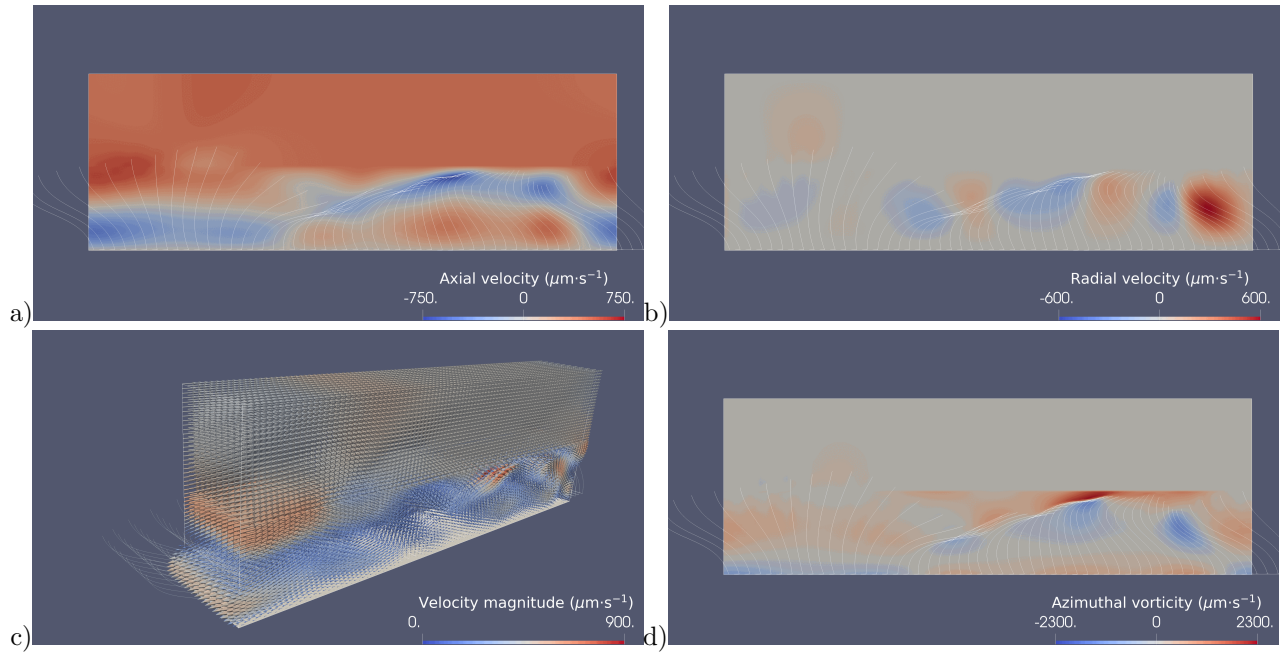 Axial velocity (μm·s⁻¹)
-750. 0 750.
a)
Radial velocity (μm·s⁻¹)
-600. 0 600.
b)
Velocity magnitude (μm·s⁻¹)
0. 900.
c)
Azimuthal vorticity (μm·s⁻¹)
-2300. 0 2300.
d)